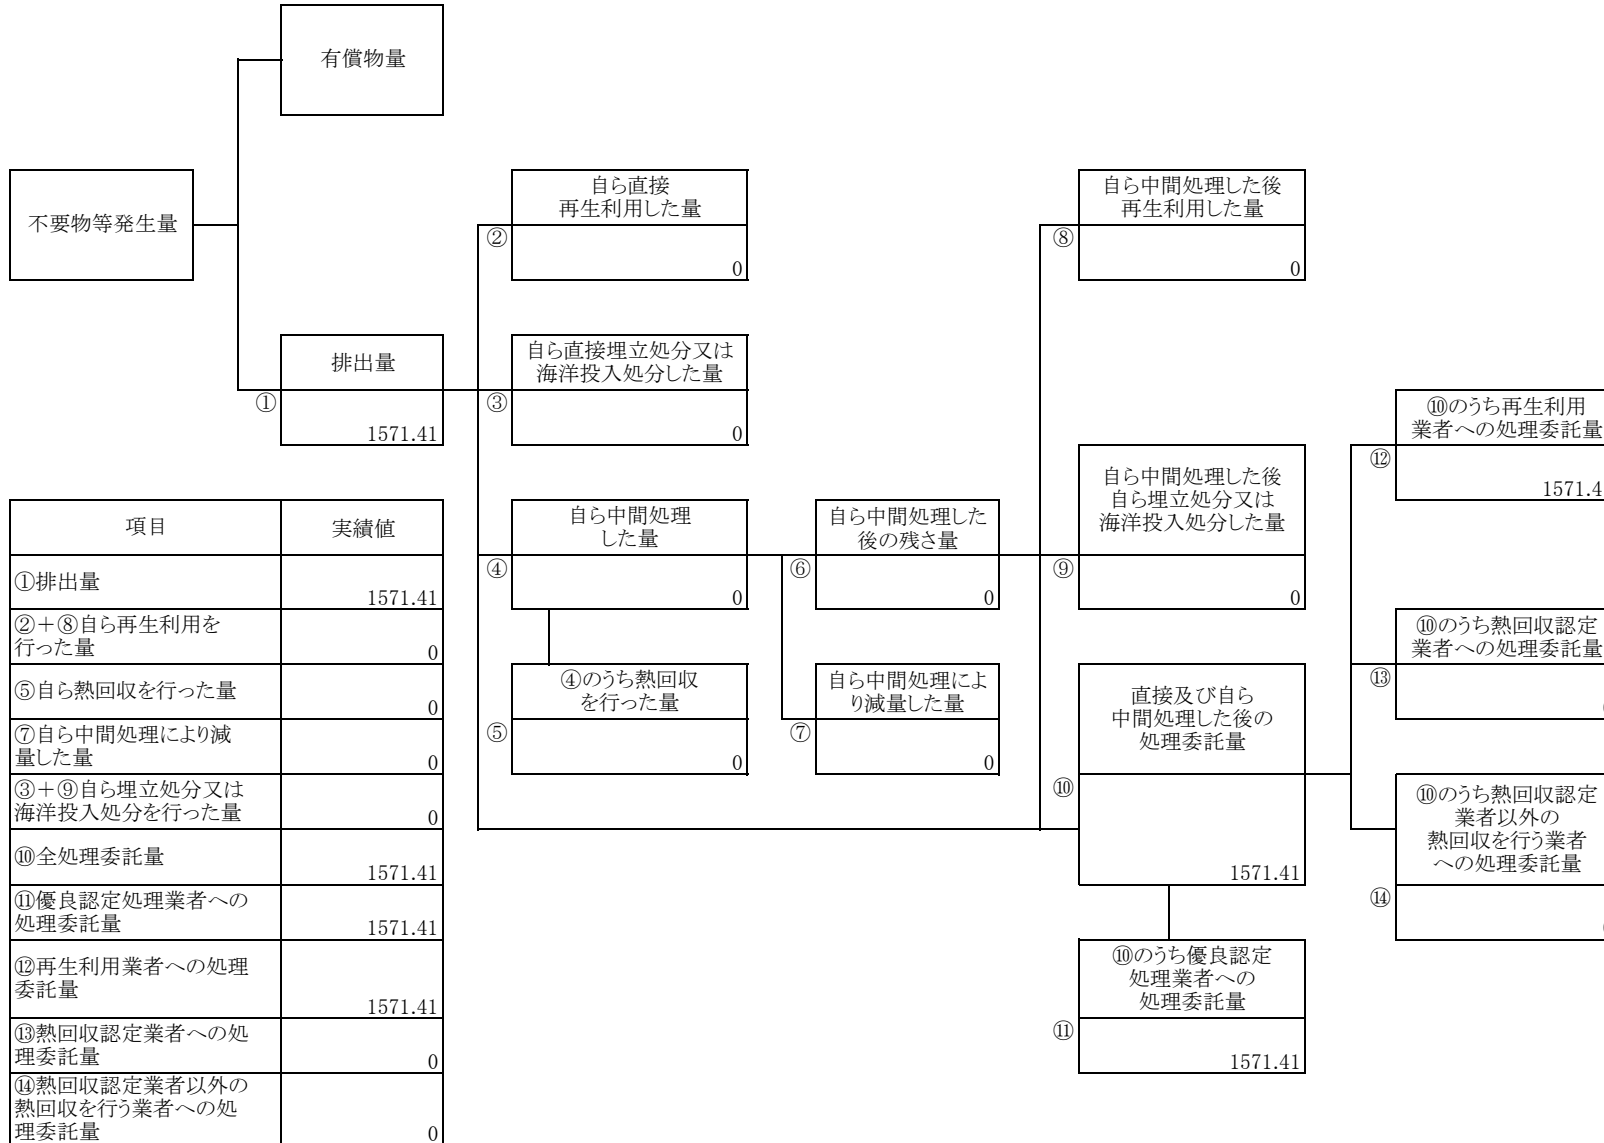 有償物量
不要物等発生量
自ら直接
再生利用した量
②
0
自ら中間処理した後
再生利用した量
⑧
0
排出量
①
1571.41
自ら直接埋立処分又は
海洋投入処分した量
③
0
⑩のうち再生利用
業者への処理委託量
⑫
1571.4
自ら中間処理した後
自ら埋立処分又は
海洋投入処分した量
⑨
0
自ら中間処理
した量
④
0
自ら中間処理した
後の残さ量
⑥
0
⑩のうち熱回収認定
業者への処理委託量
⑬
④のうち熱回収
を行った量
⑤
0
自ら中間処理によ
り減量した量
⑦
0
直接及び自ら
中間処理した後の
処理委託量
⑩
1571.41
⑩のうち熱回収認定
業者以外の
熱回収を行う業者
への処理委託量
⑭
⑩のうち優良認定
処理業者への
処理委託量
⑪
1571.41
項目 実績値
①排出量 1571.41
②+⑧自ら再生利用を
行った量 0
⑤自ら熱回収を行った量 0
⑦自ら中間処理により減
量した量 0
③+⑨自ら埋立処分又は
海洋投入処分を行った量 0
⑩全処理委託量 1571.41
⑪優良認定処理業者への
処理委託量 1571.41
⑫再生利用業者への処理
委託量 1571.41
⑬熱回収認定業者への処
理委託量 0
⑭熱回収認定業者以外の
熱回収を行う業者への処
理委託量 0